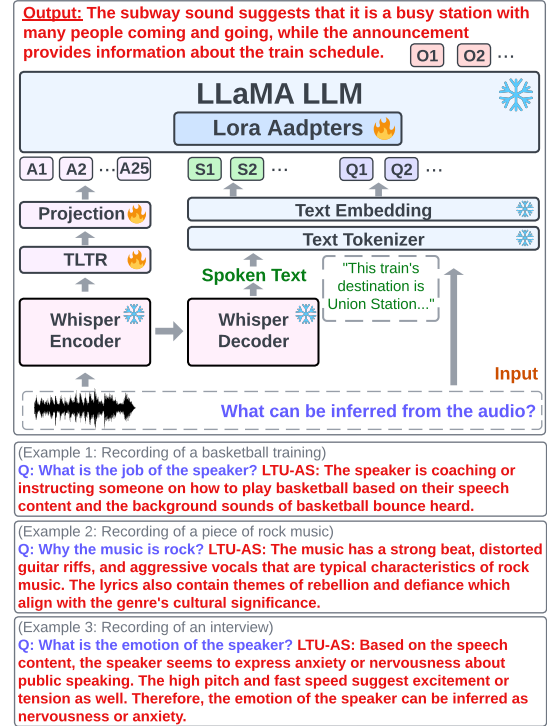 Output: The subway sound suggests that it is a busy station with
many people coming and going, while the announcement
provides information about the train schedule.
O1 O2 ...
LLaMA LLM
Lora Aadpters
A1 A2 ... A25 S1 S2 ... Q1 Q2 ...
Projection
Text Embedding
TLTR
Text Tokenizer
Spoken Text
"This train's
destination is
Union Station..."
Whisper
Encoder
Whisper
Decoder
Input
What can be inferred from the audio?
(Example 1: Recording of a basketball training)
Q: What is the job of the speaker? LTU-AS: The speaker is coaching or
instructing someone on how to play basketball based on their speech
content and the background sounds of basketball bounce heard.
(Example 2: Recording of a piece of rock music)
Q: Why the music is rock? LTU-AS: The music has a strong beat, distorted
guitar riffs, and aggressive vocals that are typical characteristics of rock
music. The lyrics also contain themes of rebellion and defiance which
align with the genre's cultural significance.
(Example 3: Recording of an interview)
Q: What is the emotion of the speaker? LTU-AS: Based on the speech
content, the speaker seems to express anxiety or nervousness about
public speaking. The high pitch and fast speed suggest excitement or
tension as well. Therefore, the emotion of the speaker can be inferred as
nervousness or anxiety.